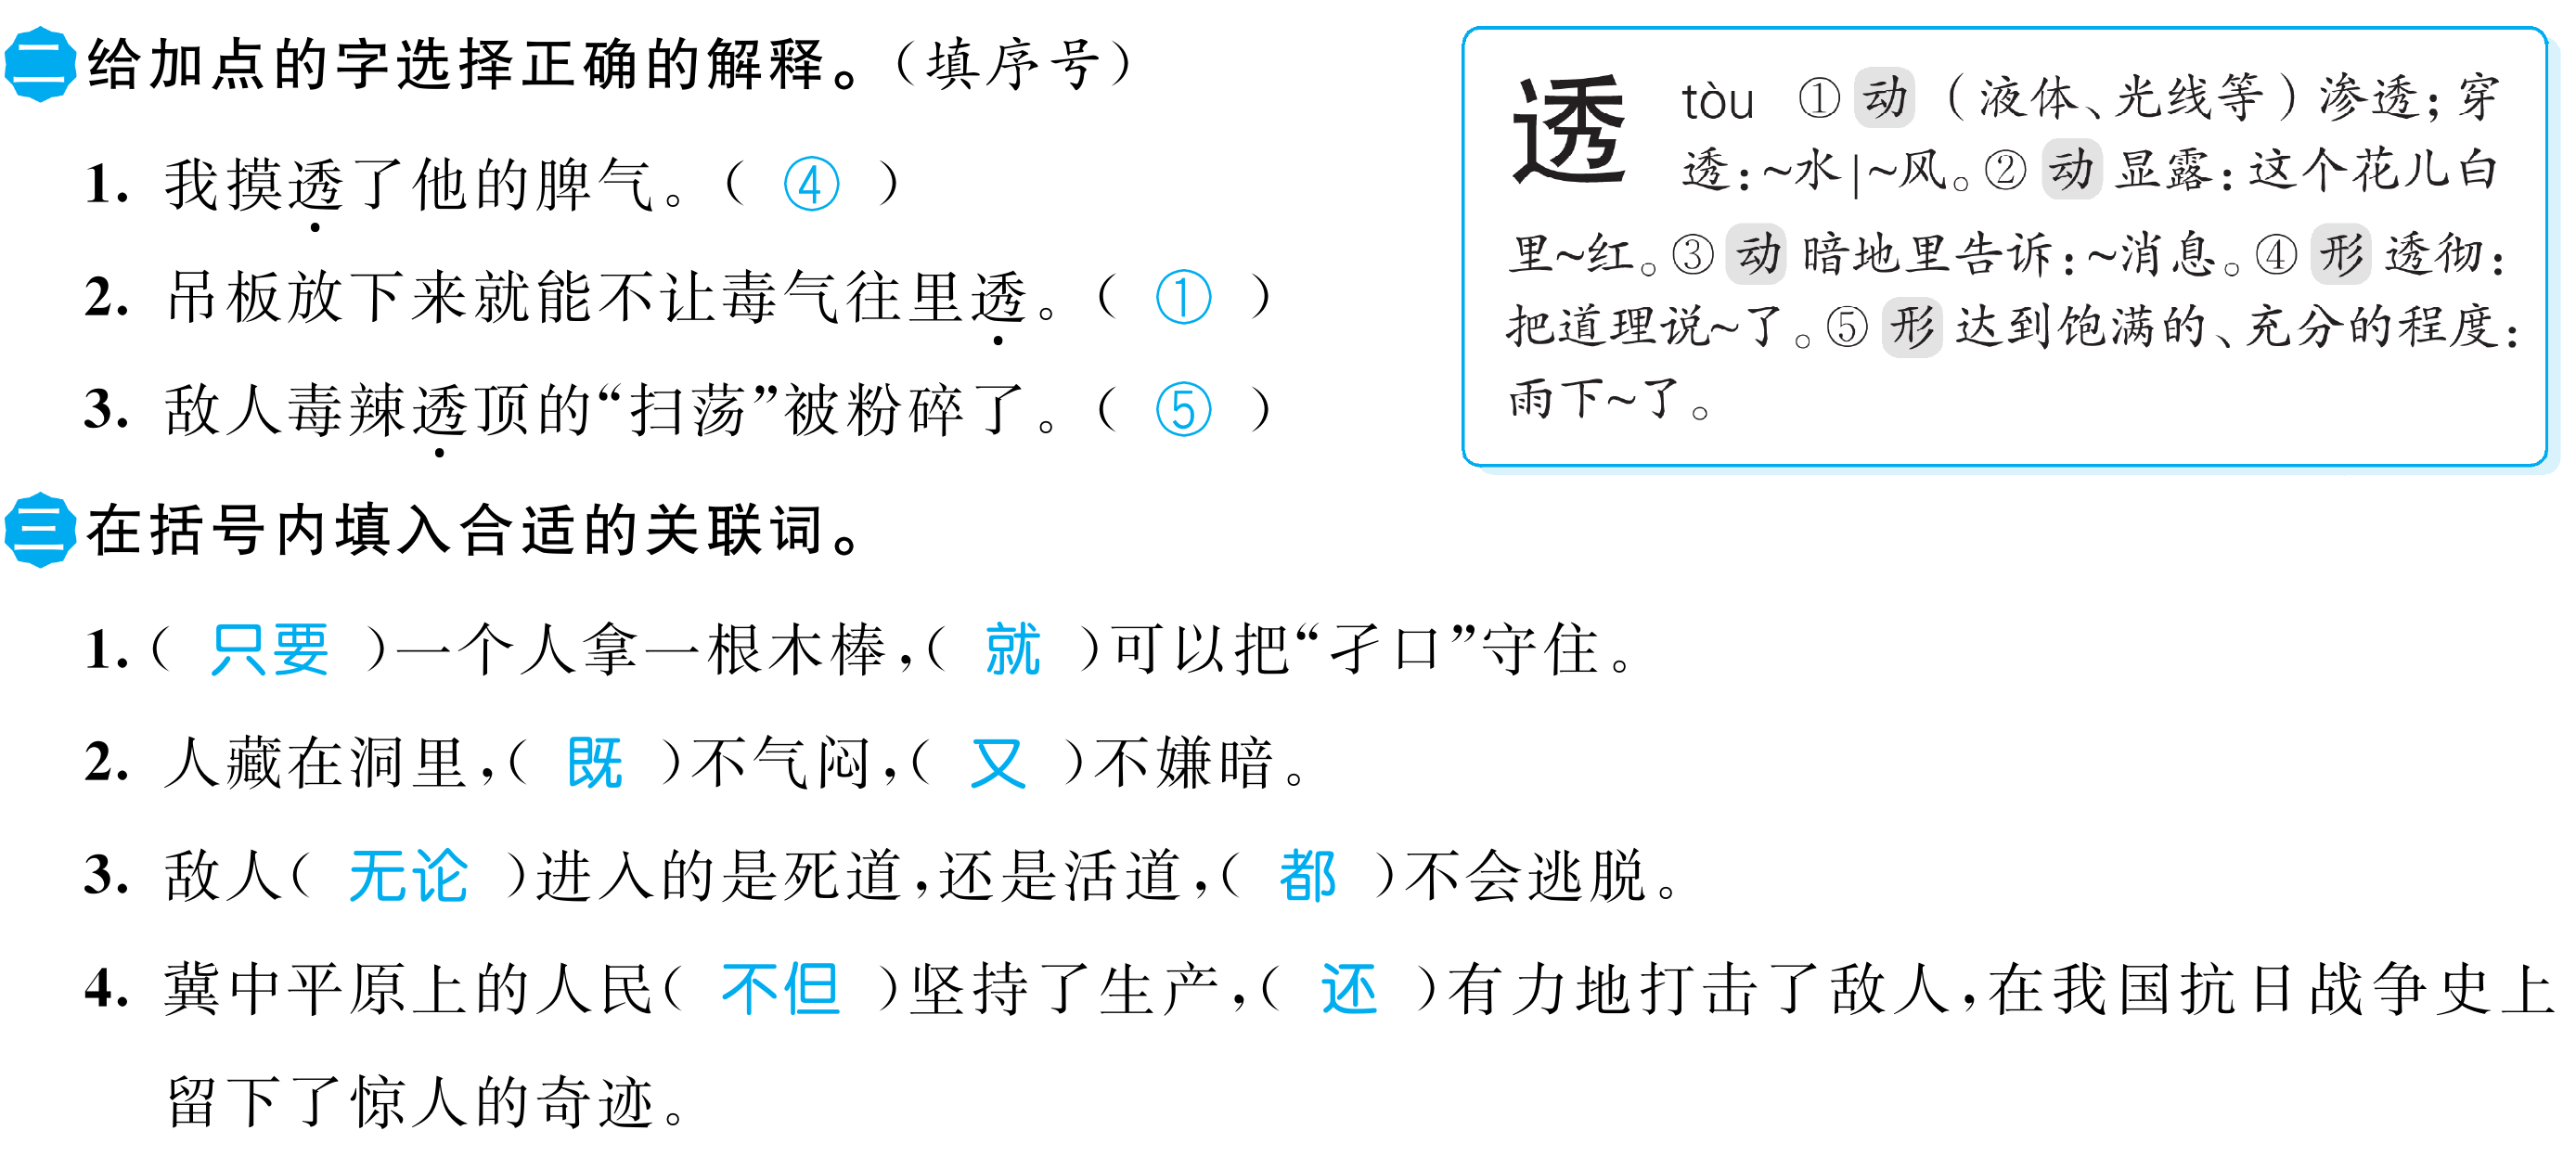 二 给加点的字选择正确的解释。（填序号）
1. 我摸透了他的脾气。（ ④ ）
2. 吊板放下来就能不让毒气往里透。（ ① ）
3. 敌人毒辣透顶的“扫荡”被粉碎了。（ ⑤ ）
透 tòu ①动（液体、光线等）渗透；穿
透：~水|~风。②动 显露：这个花儿白
里~红。③动 暗地里告诉：~消息。④形 透彻：
把道理说~了。⑤形 达到饱满的、充分的程度：
雨下~了。
三 在括号内填入合适的关联词。
1.（ 只要 ）一个人拿一根木棒，（ 就 ）可以把“孑口”守住。
2. 人藏在洞里，（ 既 ）不气闷，（ 又 ）不嫌暗。
3. 敌人（ 无论 ）进入的是死道，还是活道，（ 都 ）不会逃脱。
4. 冀中平原上的人民（ 不但 ）坚持了生产，（ 还 ）有力地打击了敌人，在我国抗日战争史上
留下了惊人的奇迹。